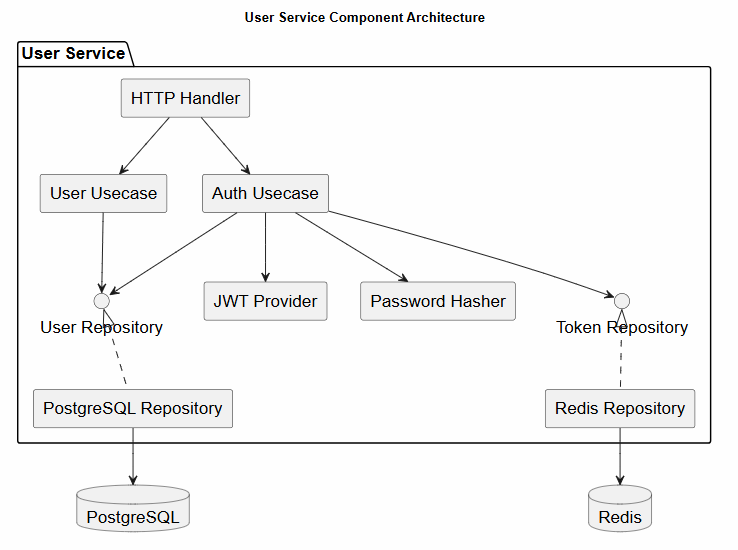 User Service Component Architecture
User Service
HTTP Handler
User Usecase
Auth Usecase
JWT Provider
Password Hasher
User Repository
Token Repository
PostgreSQL Repository
Redis Repository
PostgreSQL
Redis